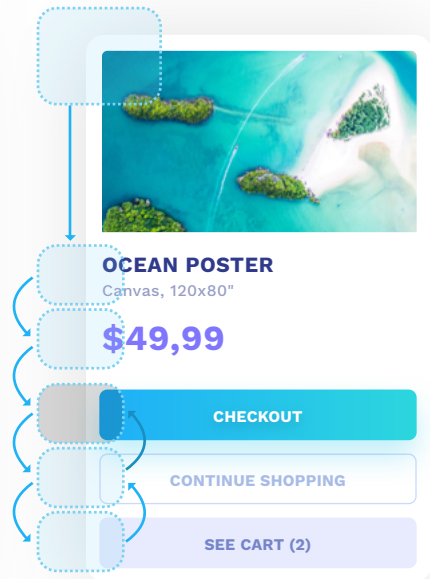 OCEAN POSTER
Canvas, 120x80"
$49,99
CHECKOUT
CONTINUE SHOPPING
SEE CART (2)